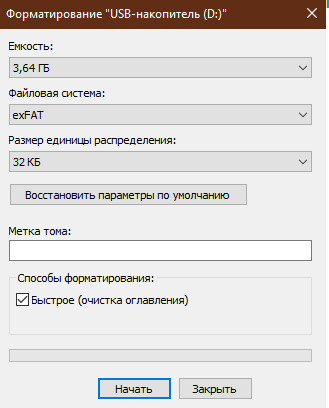 Форматирование "USB-накопитель (D:)"
Емкость:
3,64 ГБ
Файловая система:
exFAT
Размер единицы распределения:
32 КБ
Восстановить параметры по умолчанию
Метка тома:
Способы форматирования:
Быстрое (очистка оглавления)
Начать
Закрыть